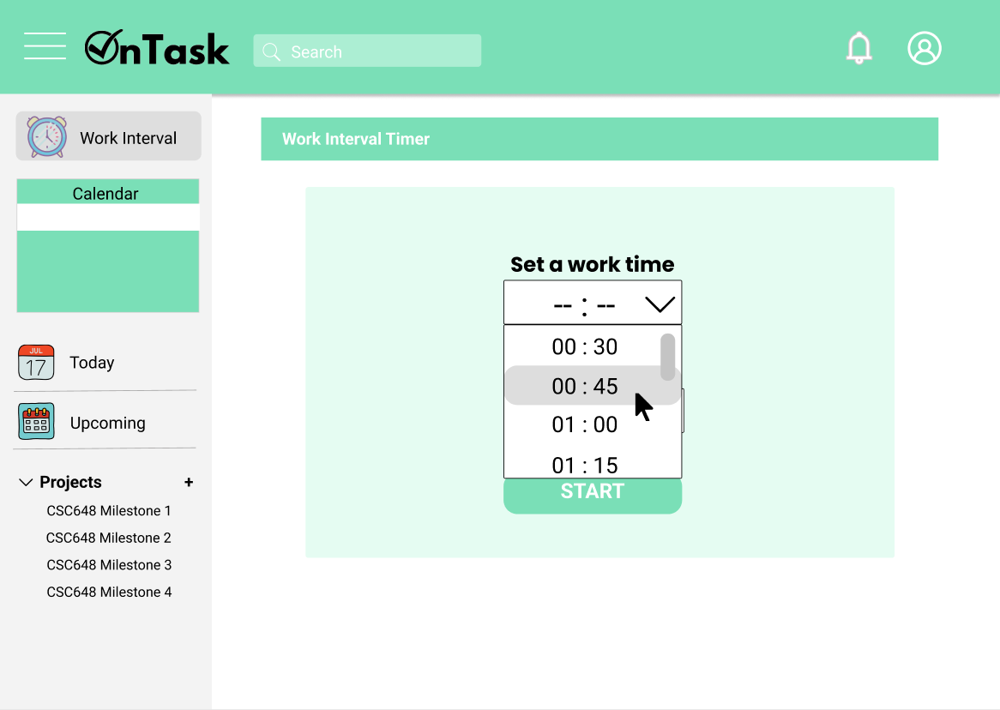 OnTask
Search
Work Interval
Work Interval Timer
Calendar
Set a work time
-- : --
00 : 30
00 : 45
01 : 00
01 : 15
START
JUL
17
Today
Upcoming
Projects +
CSC648 Milestone 1
CSC648 Milestone 2
CSC648 Milestone 3
CSC648 Milestone 4